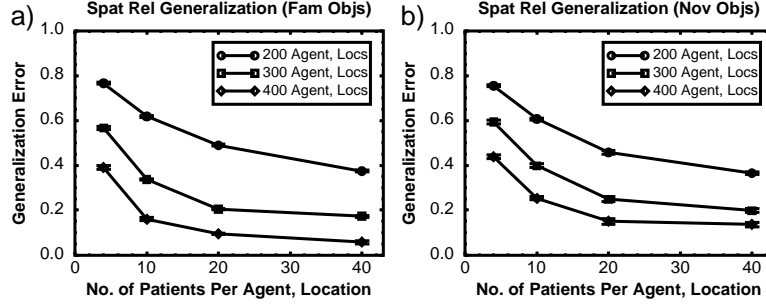 a)
Spat Rel Generalization (Fam Objs)
1.0
0.8
0.6
0.4
0.2
0.0
Generalization Error
200 Agent, Locs
300 Agent, Locs
400 Agent, Locs
0 10 20 30 40
No. of Patients Per Agent, Location
b)
Spat Rel Generalization (Nov Objs)
1.0
0.8
0.6
0.4
0.2
0.0
Generalization Error
200 Agent, Locs
300 Agent, Locs
400 Agent, Locs
0 10 20 30 40
No. of Patients Per Agent, Location